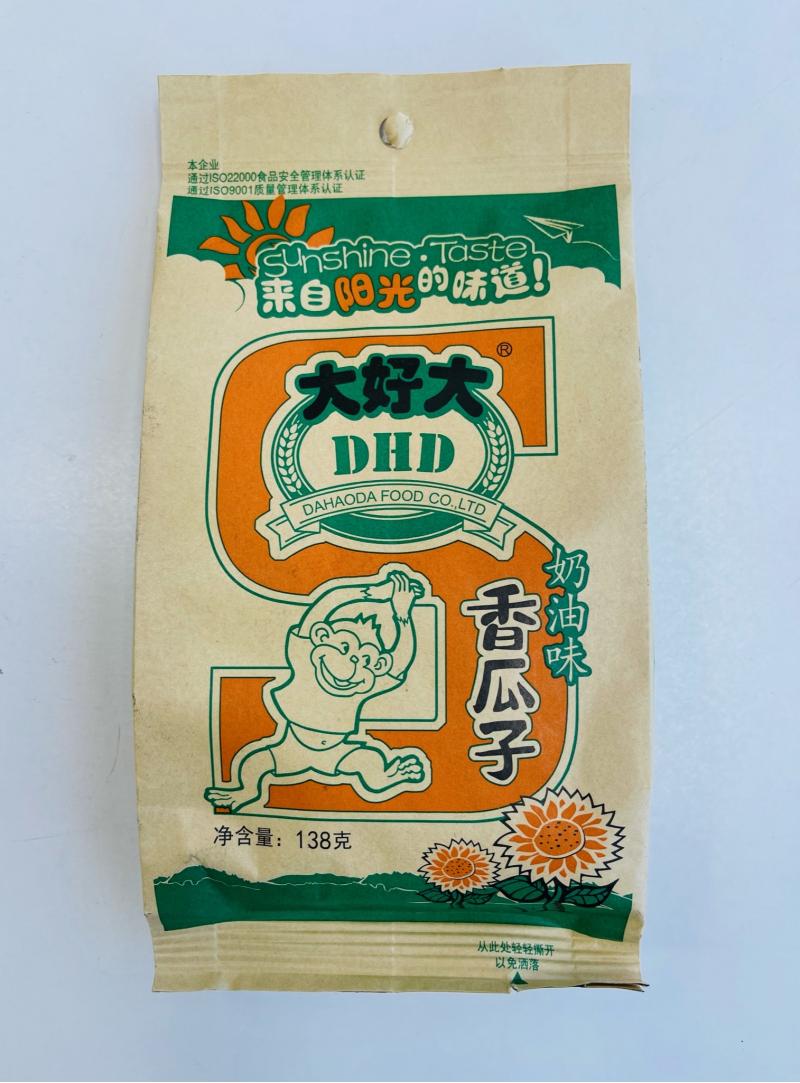 本企业
通过ISO22000食品安全管理体系认证
通过ISO9001质量管理体系认证
Sunshine·Taste
来自阳光的味道!
大好大®
DHD
DAHAODA FOOD CO.,LTD
奶油味
香瓜子
净含量：138克
从此处轻轻撕开
以免洒落